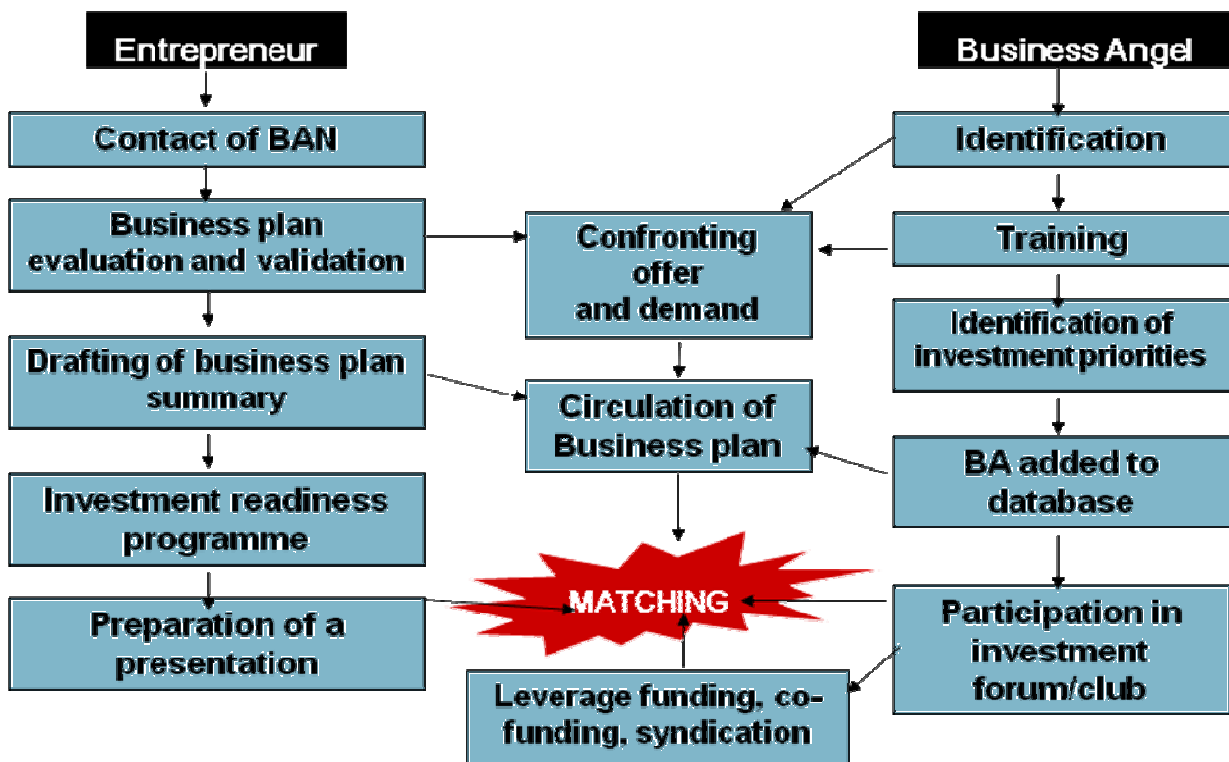 Entrepreneur
Contact of BAN
Business plan
evaluation and validation
Drafting of business plan
summary
Investment readiness
programme
Preparation of a
presentation
Confronting
offer
and demand
Circulation of
Business plan
MATCHING
Leverage funding, co-
funding, syndication
Business Angel
Identification
Training
Identification of
investment priorities
BA added to
database
Participation in
investment
forum/club